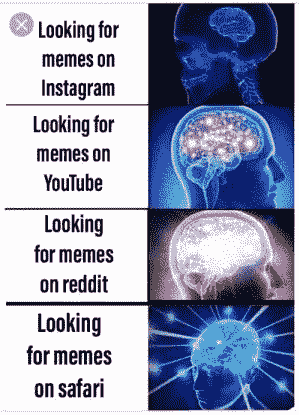 Looking for
memes on
Instagram
Looking for
memes on
YouTube
Looking
for memes
on reddit
Looking
for memes
on safari